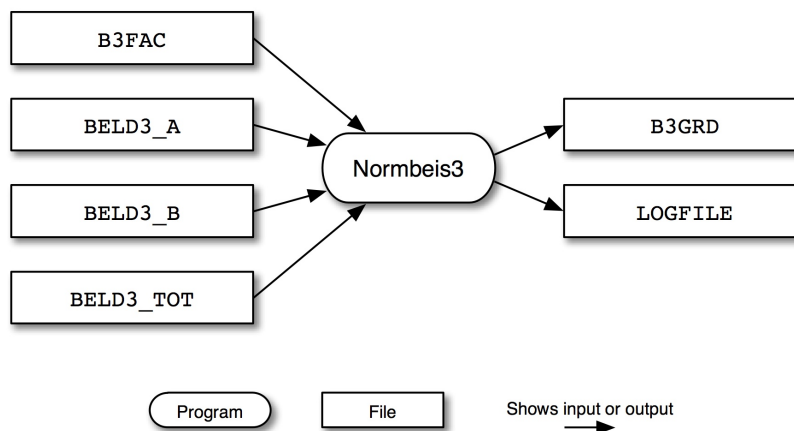 B3FAC
BELD3_A
BELD3_B
BELD3_TOT
Normbeis3
B3GRD
LOGFILE
Program
File
Shows input or output